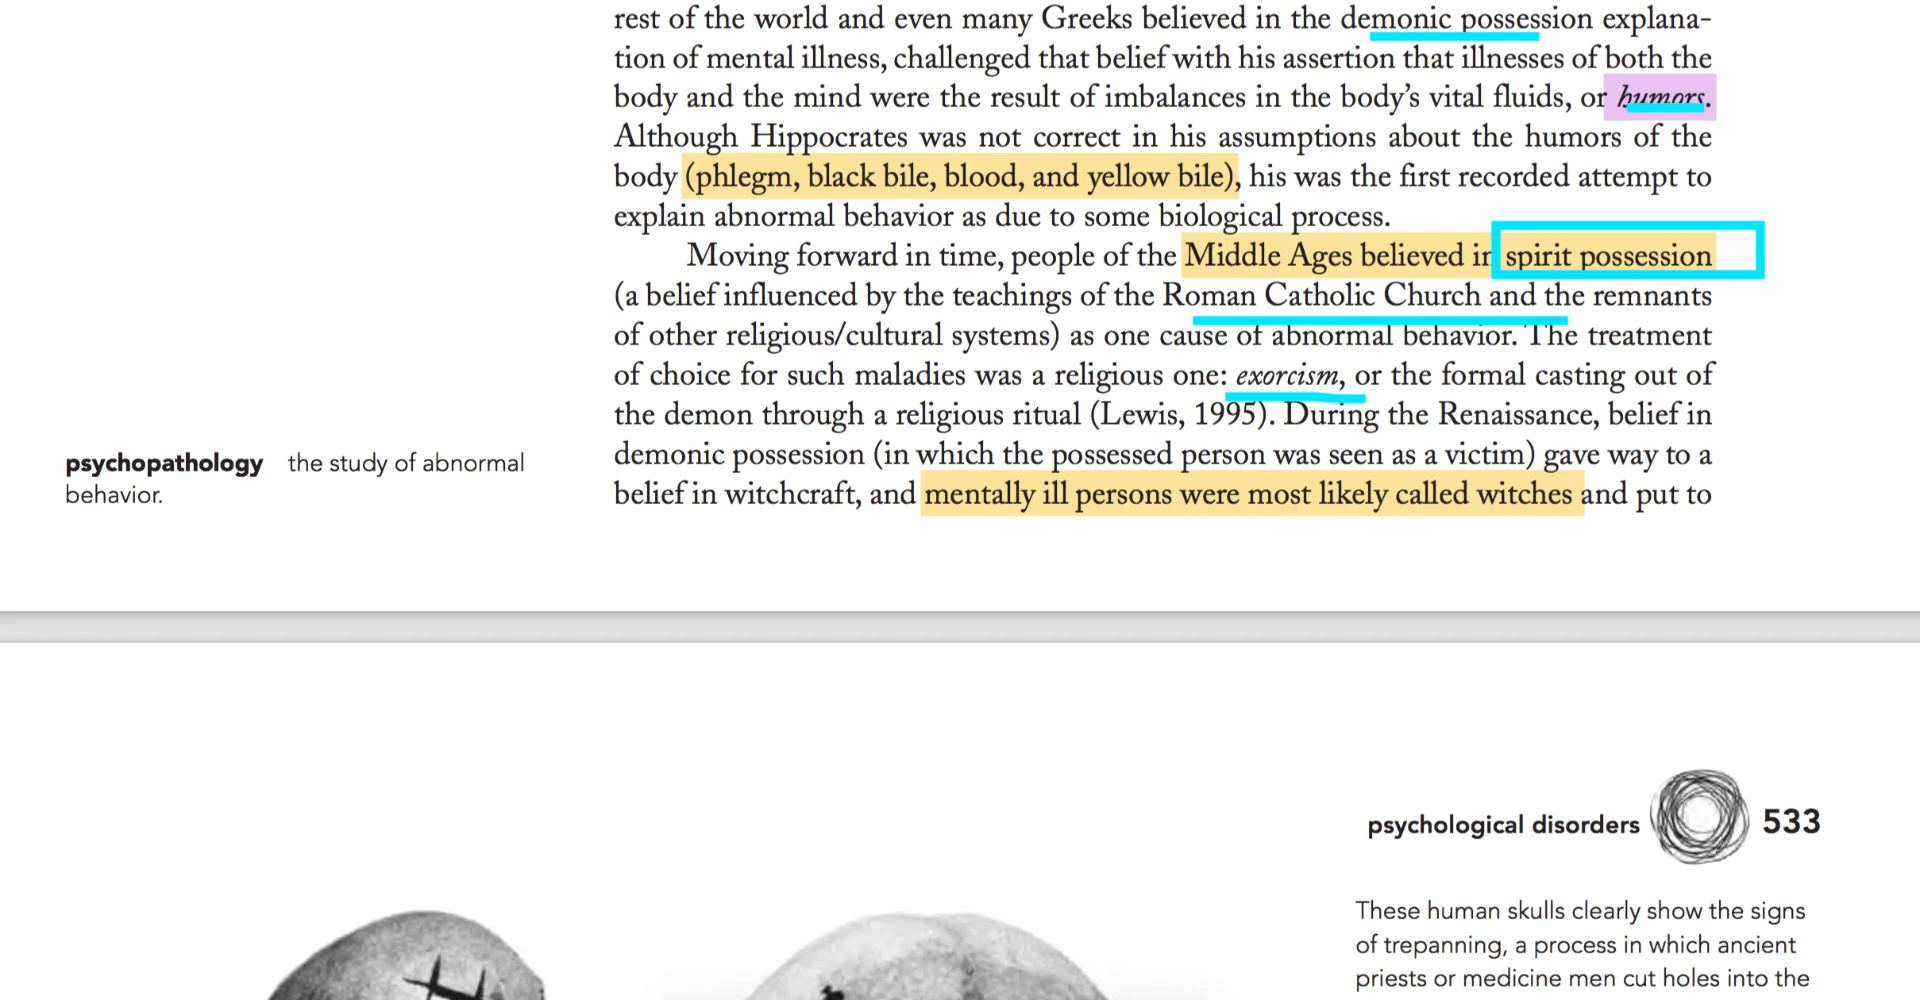 rest of the world and even many Greeks believed in the demonic possession explana-
tion of mental illness, challenged that belief with his assertion that illnesses of both the
body and the mind were the result of imbalances in the body's vital fluids, or humors.
Although Hippocrates was not correct in his assumptions about the humors of the
body (phlegm, black bile, blood, and yellow bile), his was the first recorded attempt to
explain abnormal behavior as due to some biological process.
Moving forward in time, people of the Middle Ages believed in spirit possession
(a belief influenced by the teachings of the Roman Catholic Church and the remnants
of other religious/cultural systems) as one cause of abnormal behavior. The treatment
of choice for such maladies was a religious one: exorcism, or the formal casting out of
the demon through a religious ritual (Lewis, 1995). During the Renaissance, belief in
demonic possession (in which the possessed person was seen as a victim) gave way to a
belief in witchcraft, and mentally ill persons were most likely called witches and put to
psychopathology the study of abnormal
behavior.
psychological disorders 533
These human skulls clearly show the signs
of trepanning, a process in which ancient
priests or medicine men cut holes into the